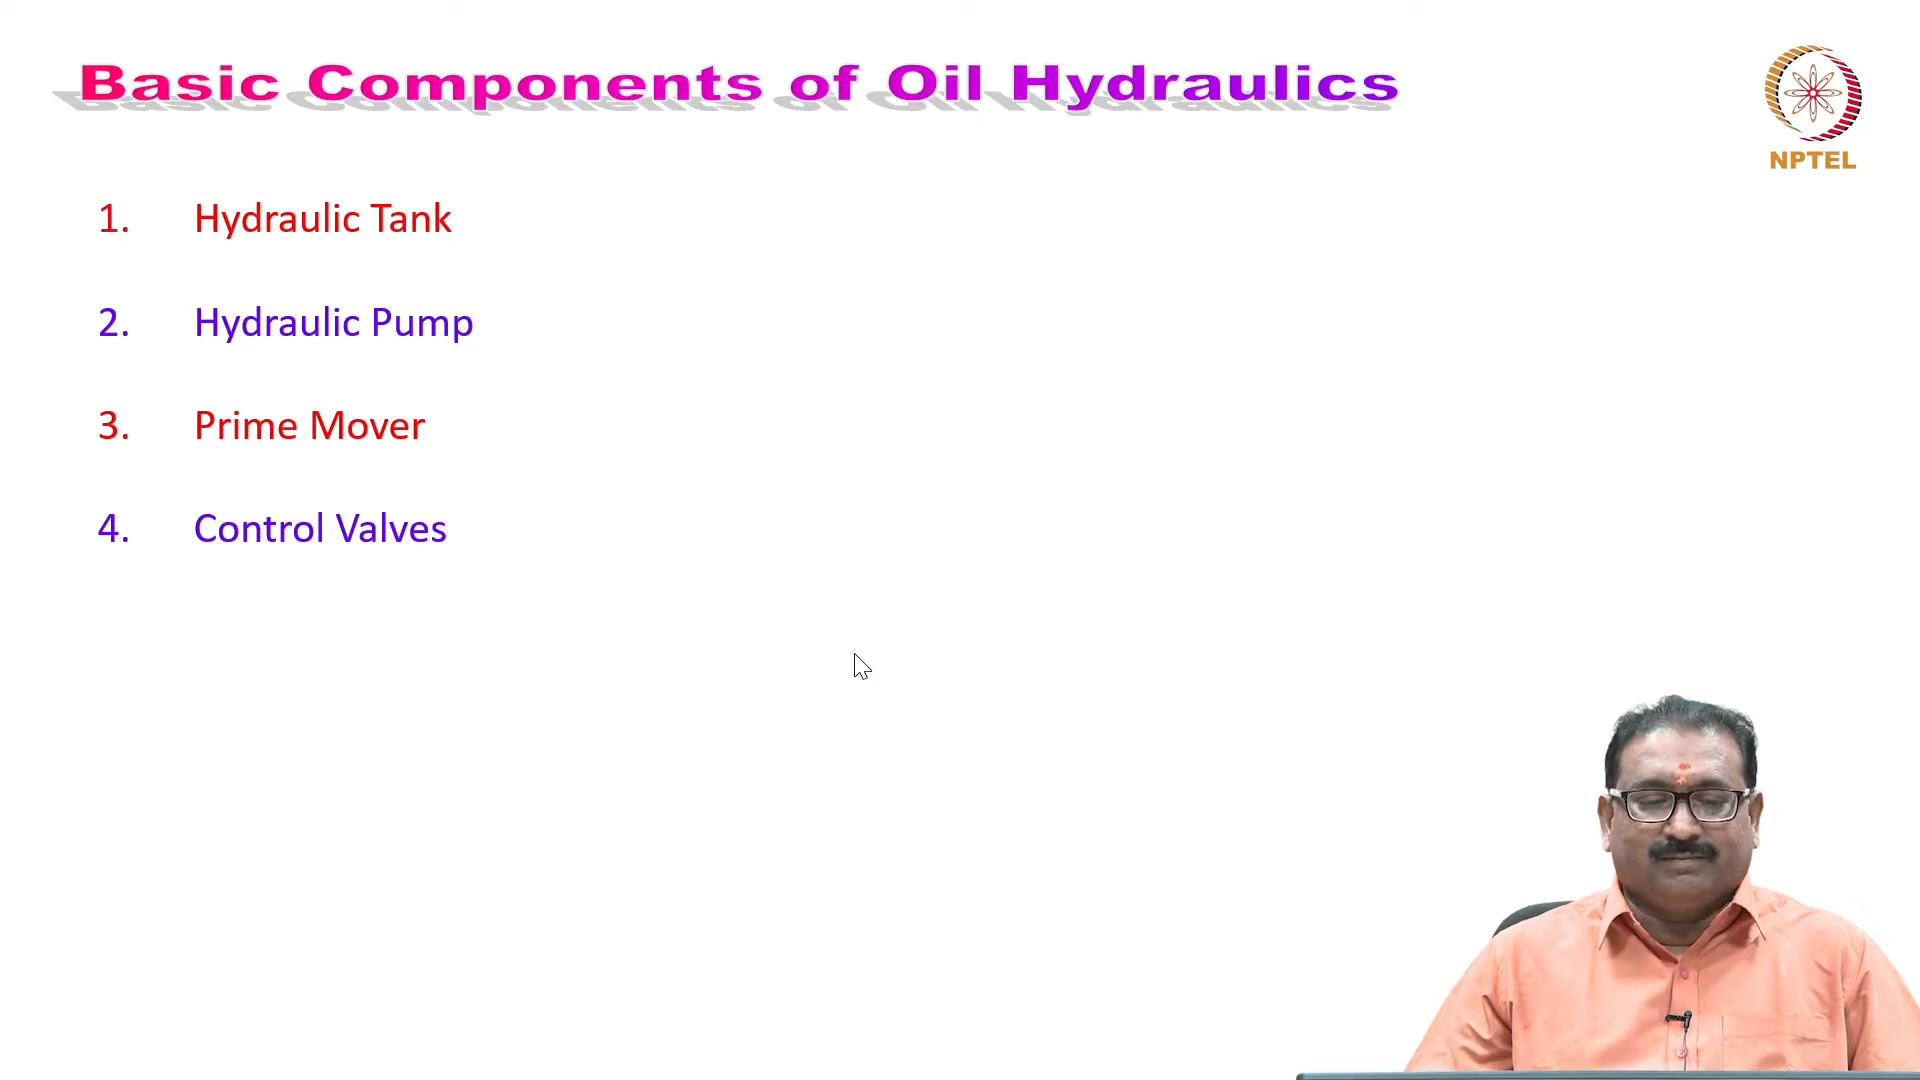 Basic Components of Oil Hydraulics
NPTEL
1. Hydraulic Tank
2. Hydraulic Pump
3. Prime Mover
4. Control Valves